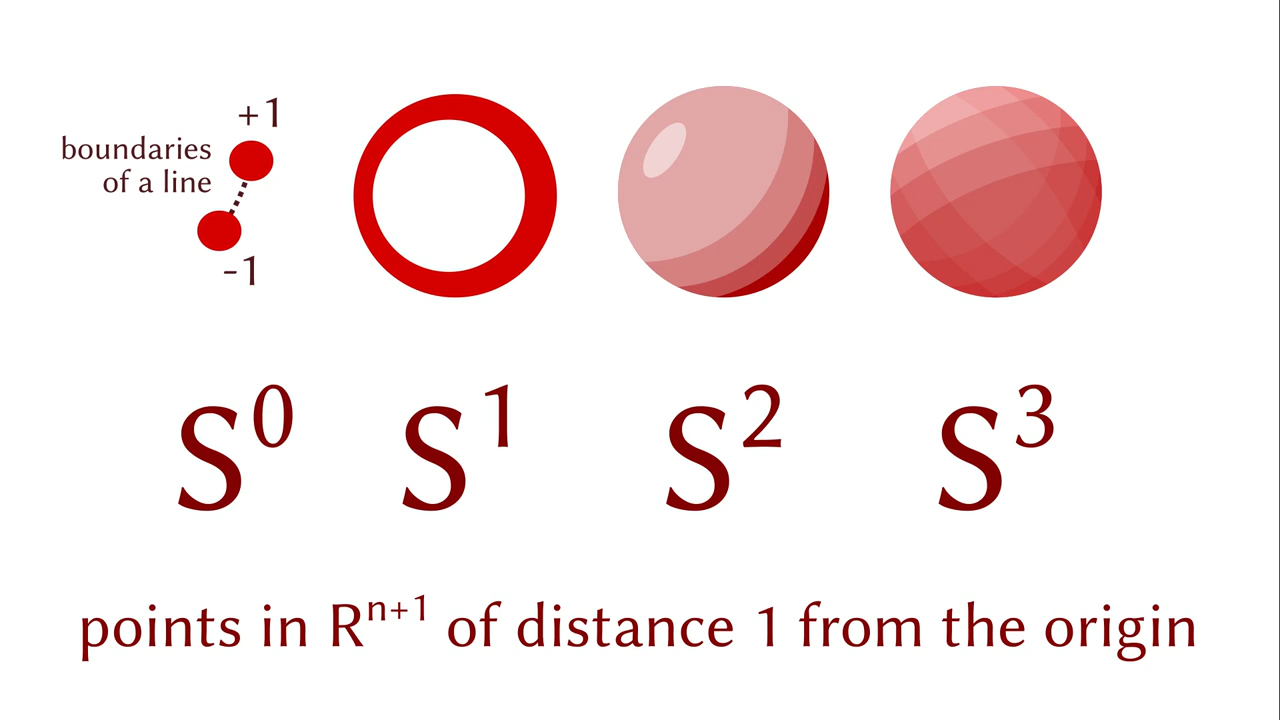 +1
boundaries
of a line
-1
S⁰ S¹ S² S³
points in Rⁿ⁺¹ of distance 1 from the origin